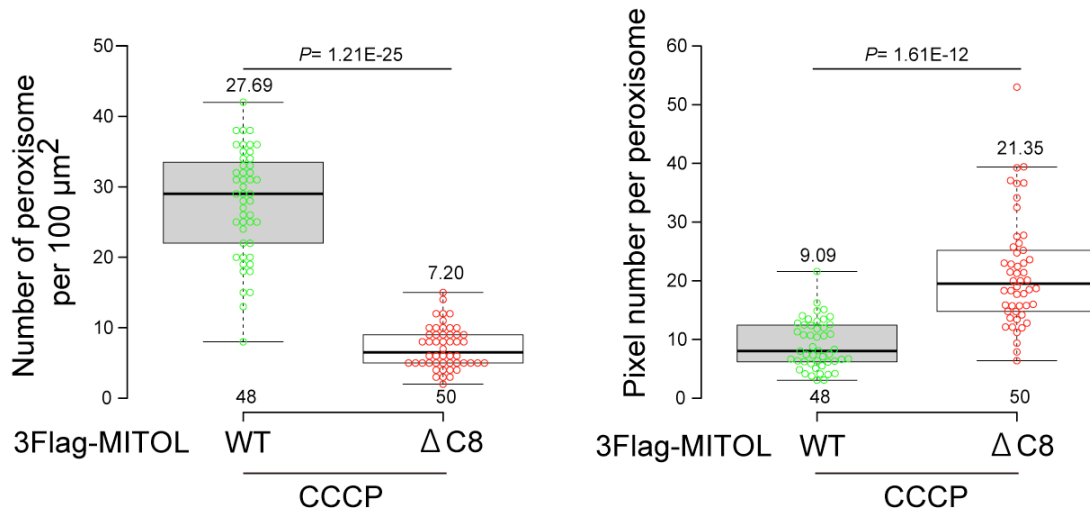 Number of peroxisome
per 100 μm²
50
40
30
20
10
0
P= 1.21E-25
27.69
7.20
48
50
3Flag-MITOL WT Δ C8
CCCP
Pixel number per peroxisome
60
50
40
30
20
10
0
P= 1.61E-12
9.09
21.35
48
50
3Flag-MITOL WT Δ C8
CCCP